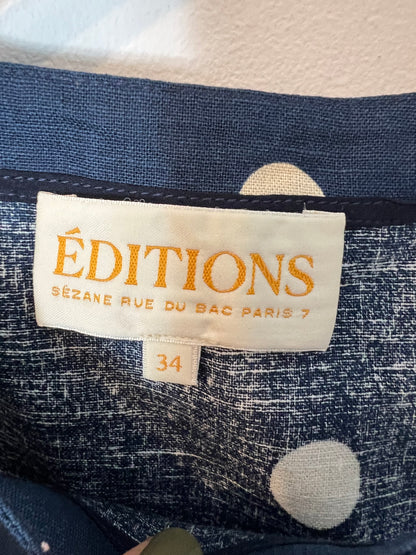 ÉDITIONS
SÉZANE RUE DU BAC PARIS 7
34